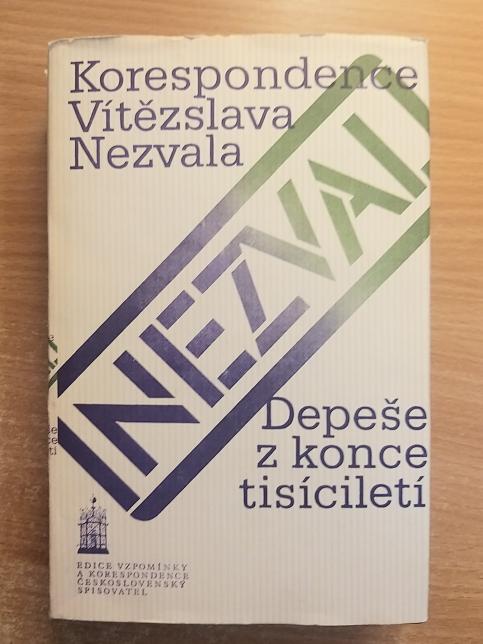 Korespondence
Vítězslava
Nezvala
NEZVAL
Depeše
z konce
tisíciletí
EDICE VZPOMÍNKY
A KORESPONDENCE
ČESKOSLOVENSKÝ
SPISOVATEL